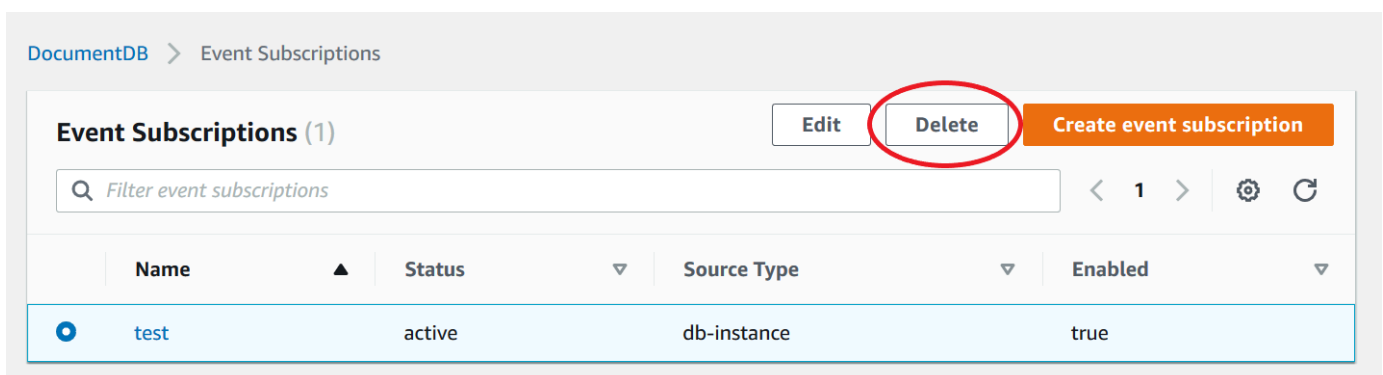 DocumentDB > Event Subscriptions
Event Subscriptions (1)
Edit
Delete
Create event subscription
Filter event subscriptions
< 1 >
Name Status Source Type Enabled
test active db-instance true